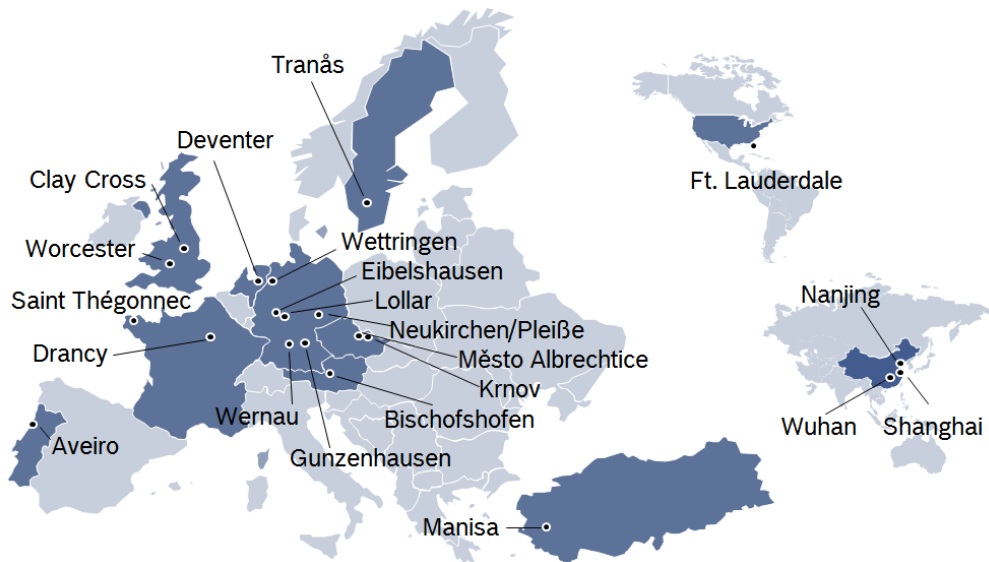 Tranås
Deventer
Clay Cross
Ft. Lauderdale
Worcester
Wettringen
Eibelshausen
Saint Thégonnec
Lollar
Nanjing
Neukirchen/Pleiße
Drancy
Město Albrechtice
Krnov
Wernau
Bischofshofen
Wuhan
Shanghai
Aveiro
Gunzenhausen
Manisa